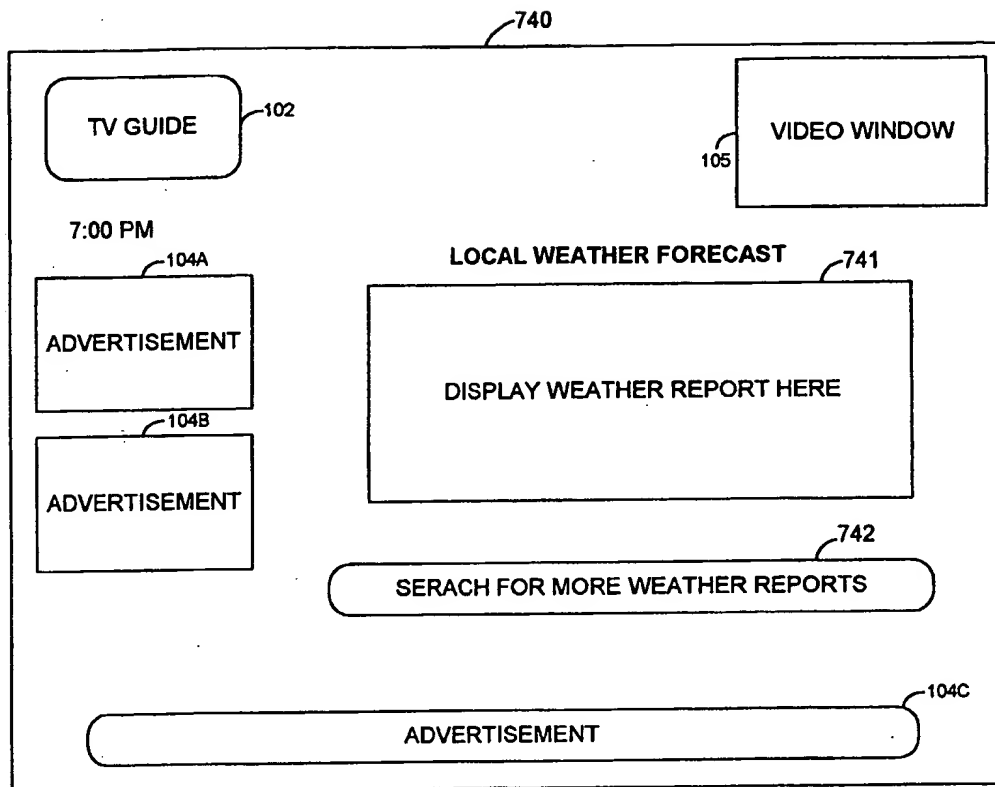 740
TV GUIDE
102
VIDEO WINDOW
105
7:00 PM
104A
ADVERTISEMENT
104B
ADVERTISEMENT
LOCAL WEATHER FORECAST
741
DISPLAY WEATHER REPORT HERE
742
SERACH FOR MORE WEATHER REPORTS
104C
ADVERTISEMENT